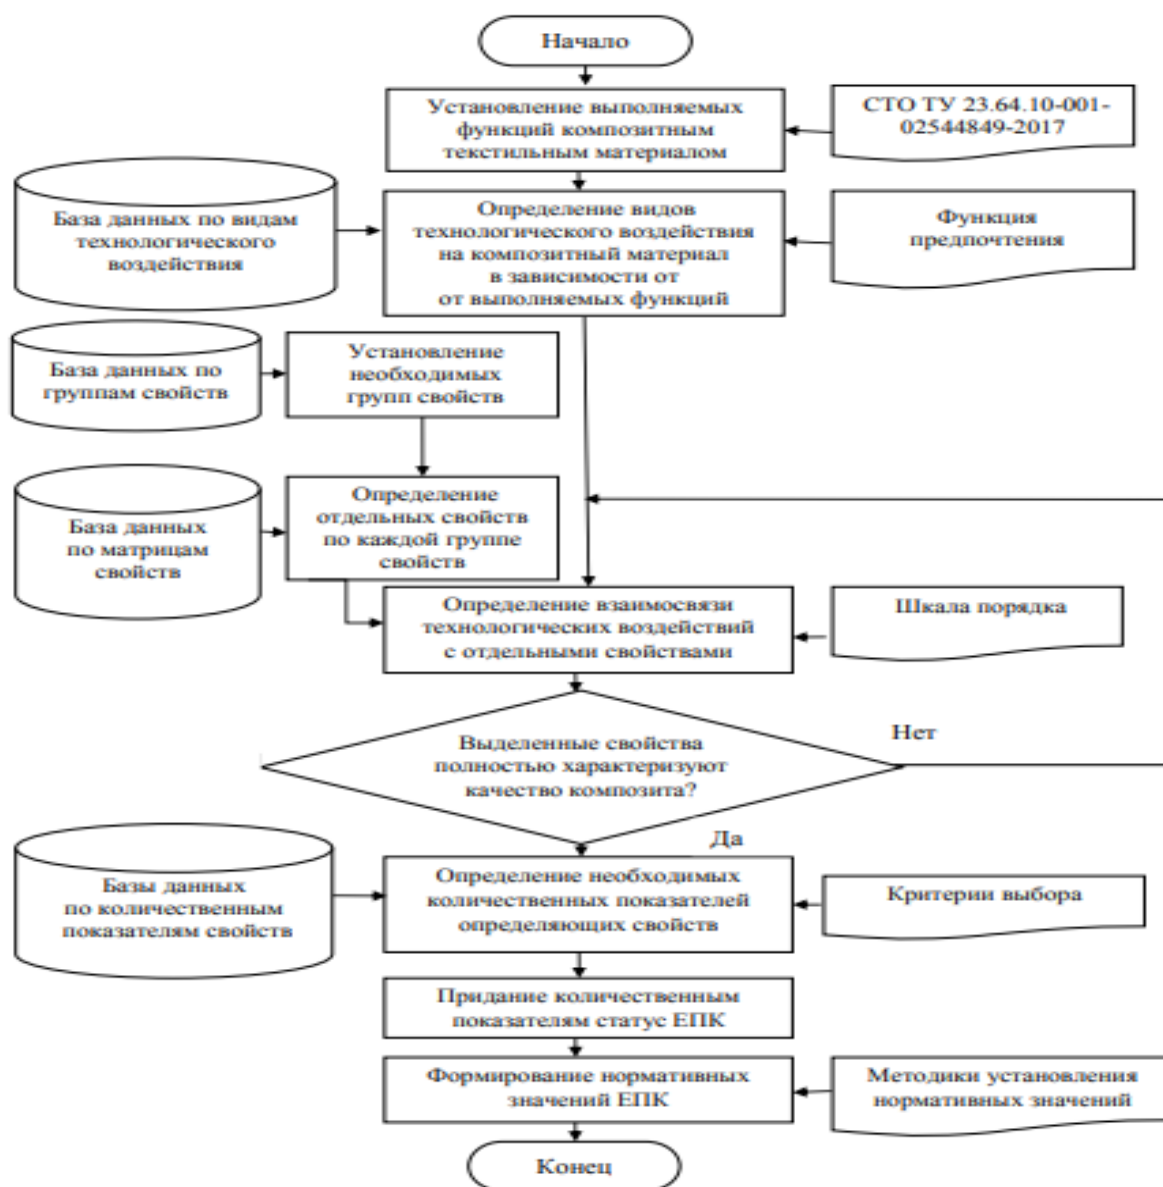 Начало
Установление выполняемых
функций композитным
текстильным материалом
СТО ТУ 23.64.10-001-
02544849-2017
База данных по видам
технологического
воздействия
Определение видов
технологического воздействия
на композитный материал
в зависимости от
от выполняемых функций
Функция
предпочтения
База данных по
группам свойств
Установление
необходимых
групп свойств
База данных
по матрицам
свойств
Определение
отдельных свойств
по каждой группе
свойств
Определение взаимосвязи
технологических воздействий
с отдельными свойствами
Шкала порядка
Выделенные свойства
полностью характеризуют
качество композита?
Нет
Да
Базы данных
по количественным
показателям свойств
Определение необходимых
количественных показателей
определяющих свойств
Критерии выбора
Придание количественным
показателям статус ЕПК
Формирование нормативных
значений ЕПК
Методики установления
нормативных значений
Конец